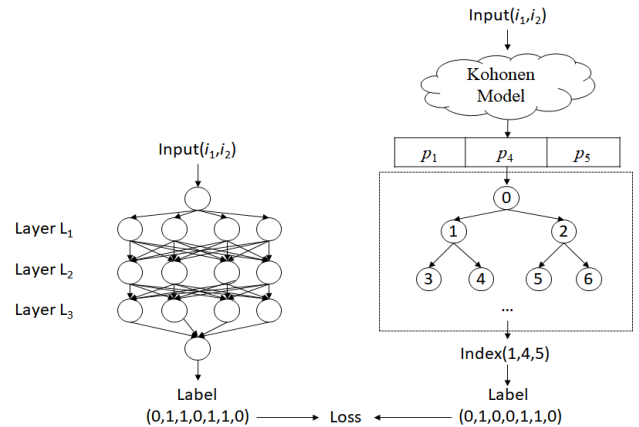 Input(i₁,i₂)
Kohonen
Model
p₁ p₄ p₅
0
1 2
3 4 5 6
...
Index(1,4,5)
Label
(0,1,0,0,1,1,0)
Input(i₁,i₂)
Layer L₁
Layer L₂
Layer L₃
Label
(0,1,1,0,1,1,0)
Loss